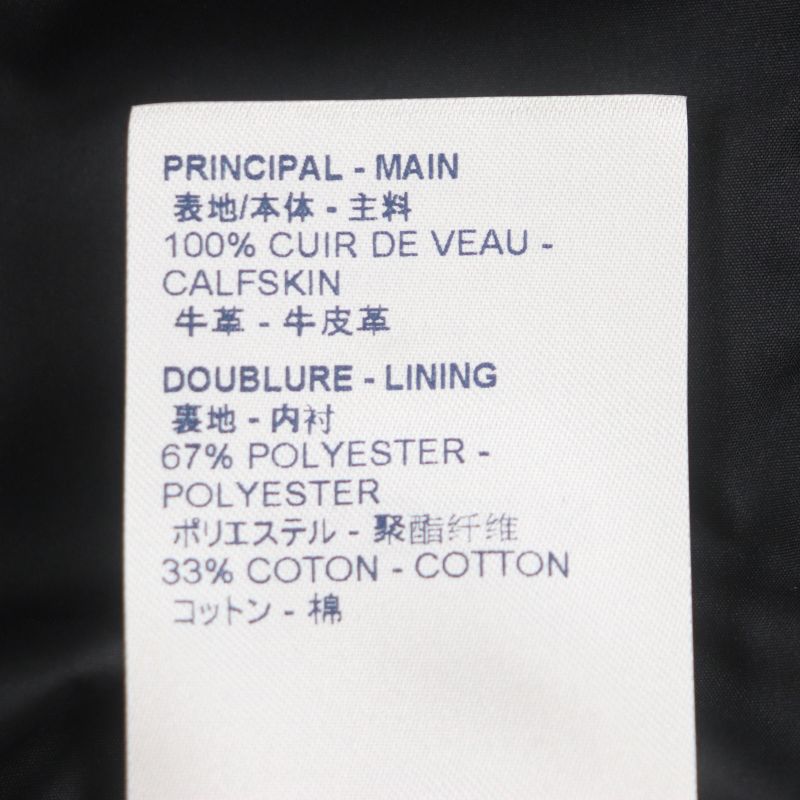 PRINCIPAL - MAIN
表地/本体 - 主料
100% CUIR DE VEAU -
CALFSKIN
牛革 - 牛皮革
DOUBLURE - LINING
裏地 - 内衬
67% POLYESTER -
POLYESTER
ポリエステル - 聚酯纤维
33% COTON - COTTON
コットン - 棉